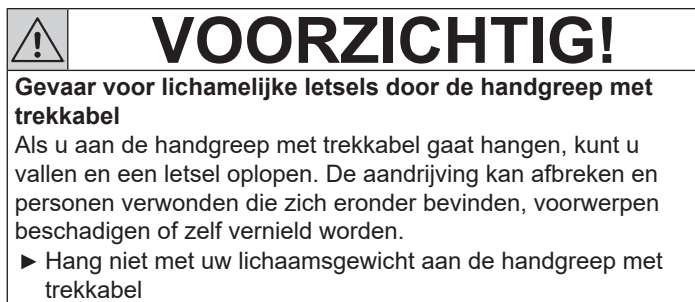 VOORZICHTIG!
Gevaar voor lichamelijke letsels door de handgreep met
trekkabel
Als u aan de handgreep met trekkabel gaat hangen, kunt u
vallen en een letsel oplopen. De aandrijving kan afbreken en
personen verwonden die zich eronder bevinden, voorwerpen
beschadigen of zelf vernield worden.
► Hang niet met uw lichaamsgewicht aan de handgreep met
trekkabel